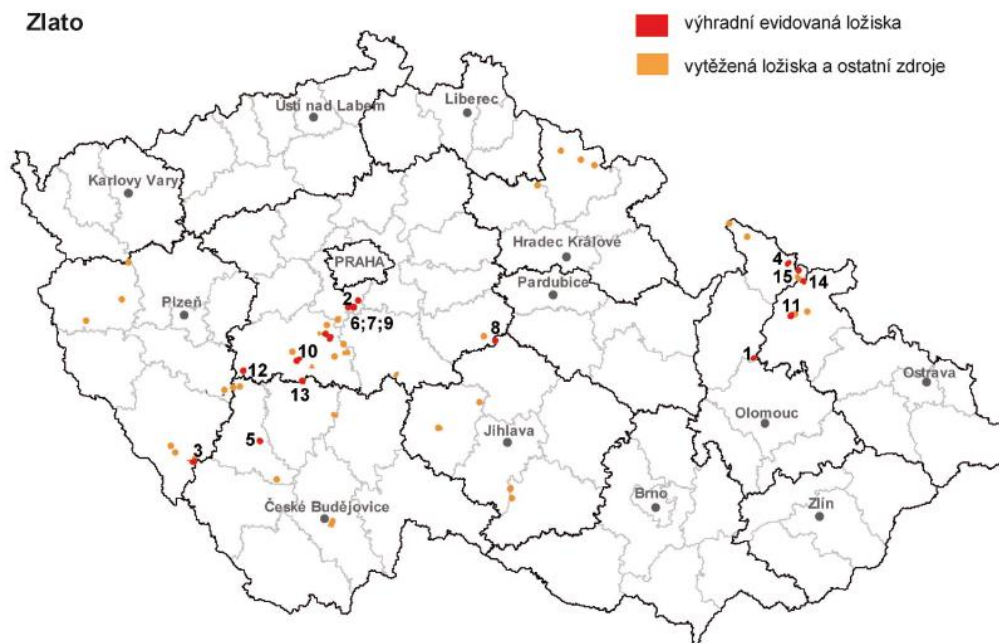 Zlato
výhradní evidovaná ložiska
vytěžená ložiska a ostatní zdroje
Ústí nad Labem
Liberec
Karlovy Vary
Hradec Králové
PRAHA
Pardubice
Plzeň
4
15
14
2
6;7;9
11
8
10
1
12
Ostrava
13
Olomouc
5
Jihlava
3
Brno
Zlín
České Budějovice